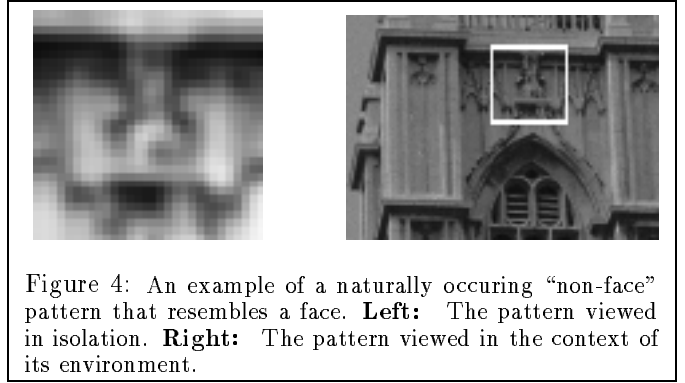 Figure 4: An example of a naturally occuring “non-face”
pattern that resembles a face. Left: The pattern viewed
in isolation. Right: The pattern viewed in the context of
its environment.